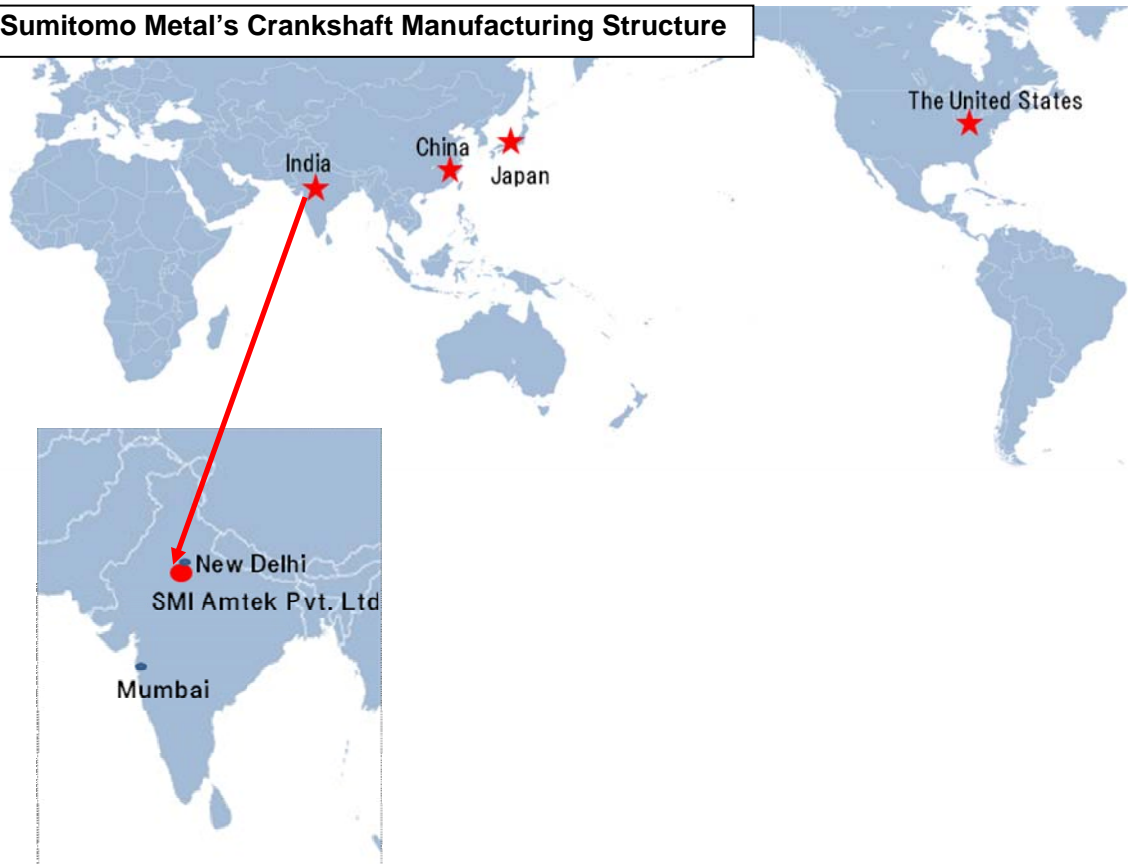 Sumitomo Metal's Crankshaft Manufacturing Structure
The United States
China
India
Japan
New Delhi
SMI Amtek Pvt. Ltd
Mumbai